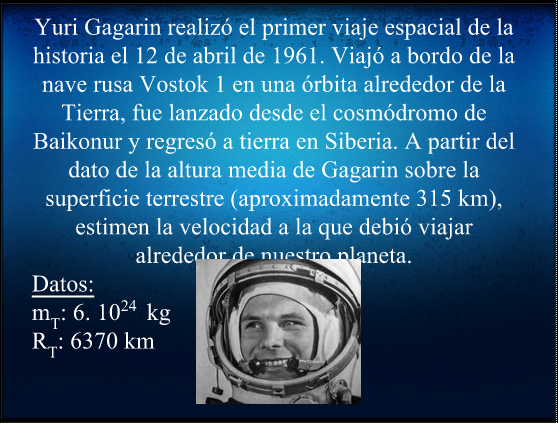 Yuri Gagarin realizó el primer viaje espacial de la
historia el 12 de abril de 1961. Viajó a bordo de la
nave rusa Vostok 1 en una órbita alrededor de la
Tierra, fue lanzado desde el cosmódromo de
Baikonur y regresó a tierra en Siberia. A partir del
dato de la altura media de Gagarin sobre la
superficie terrestre (aproximadamente 315 km),
estimen la velocidad a la que debió viajar
alrededor de nuestro planeta.
Datos:
m_T: 6. 10^24 kg
R_T: 6370 km